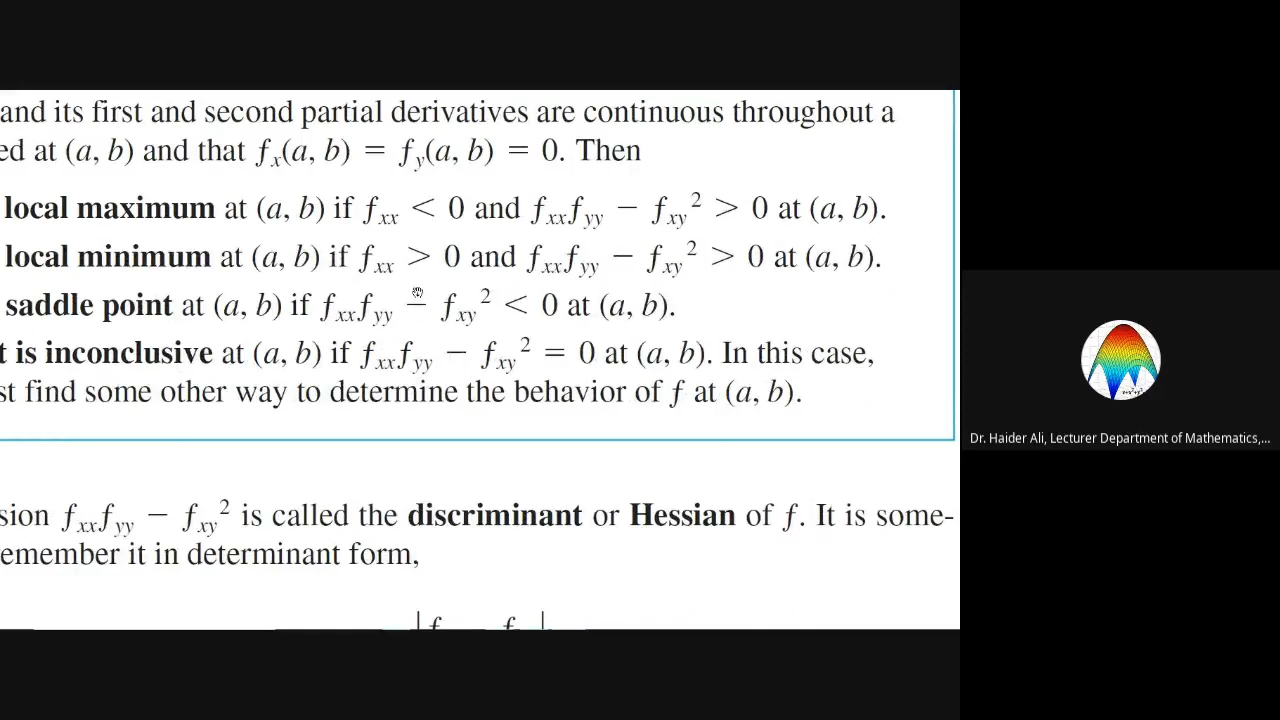 and its first and second partial derivatives are continuous throughout a
ed at (a, b) and that fₓ(a, b) = f_y(a, b) = 0. Then
local maximum at (a, b) if f_xx < 0 and f_xx f_yy − f_xy² > 0 at (a, b).
local minimum at (a, b) if f_xx > 0 and f_xx f_yy − f_xy² > 0 at (a, b).
saddle point at (a, b) if f_xx f_yy − f_xy² < 0 at (a, b).
t is inconclusive at (a, b) if f_xx f_yy − f_xy² = 0 at (a, b). In this case,
st find some other way to determine the behavior of f at (a, b).
sion f_xx f_yy − f_xy² is called the discriminant or Hessian of f. It is some-
emember it in determinant form,
Dr. Haider Ali, Lecturer Department of Mathematics,...